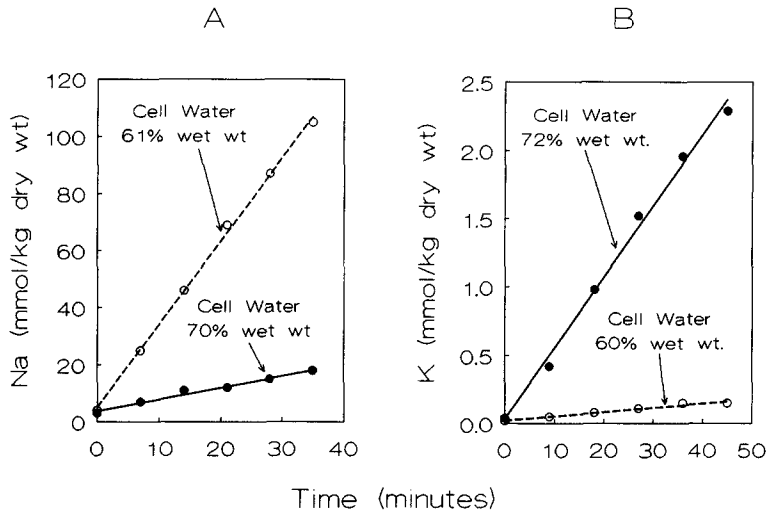 A
B
Na (mmol/kg dry wt)
120
100
80
60
40
20
0
Cell Water
61% wet wt
Cell Water
70% wet wt
0 10 20 30 40
K (mmol/kg dry wt)
2.5
2.0
1.5
1.0
0.5
0.0
Cell Water
72% wet wt.
Cell Water
60% wet wt.
0 10 20 30 40 50
Time (minutes)